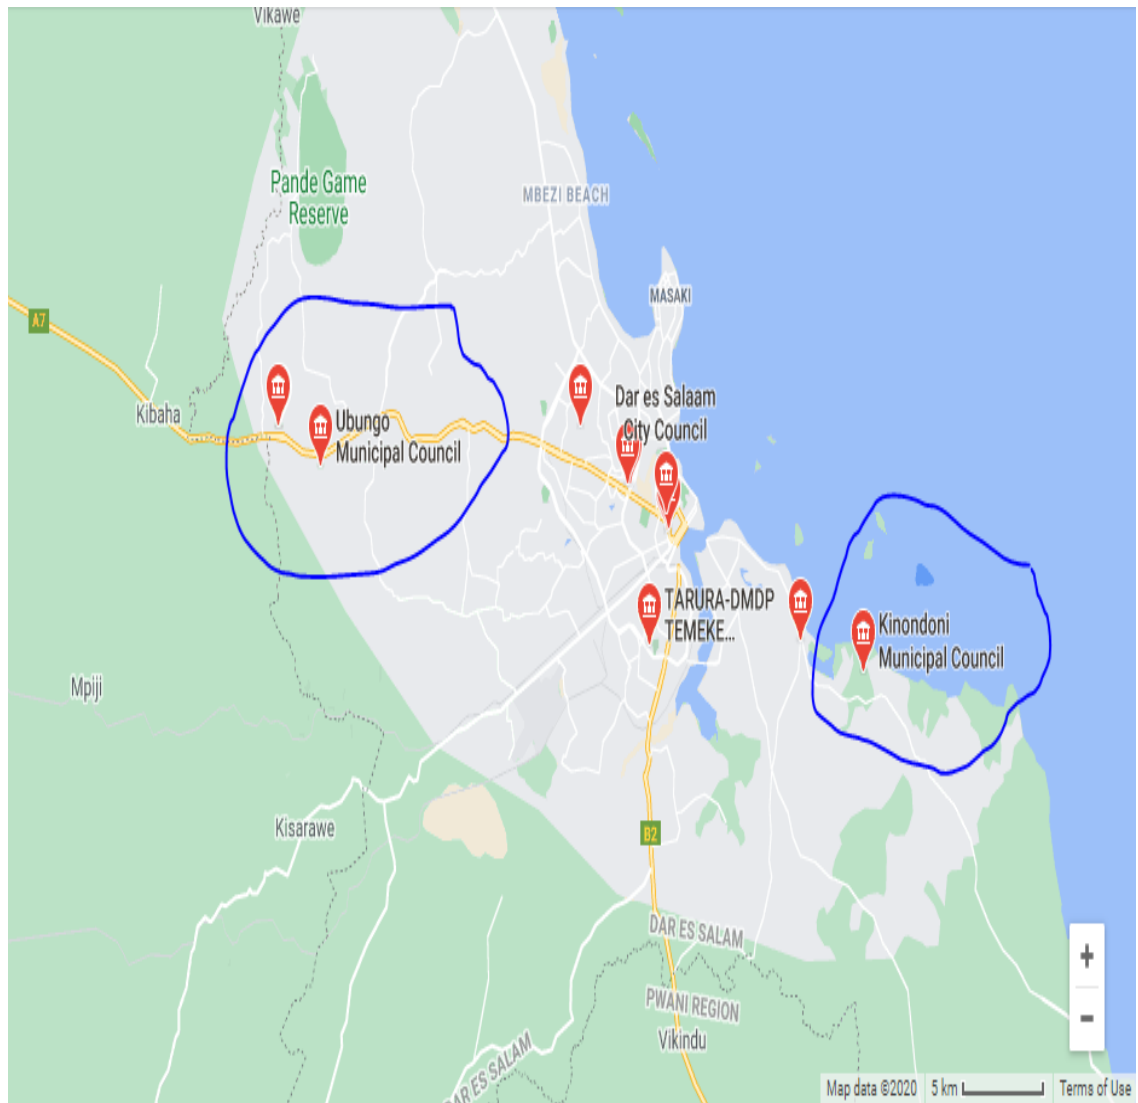 Vikawe
Pande Game
Reserve
MBEZI BEACH
MASAKI
A7
Kibaha
Ubungo
Municipal Council
Dar es Salaam
City Council
TARURA-DMDP
TEMEKE...
Kinondoni
Municipal Council
Mpiji
Kisarawe
B2
DAR ES SALAM
PWANI REGION
Vikindu
DAR ES SALAM
+
-
Map data ©2020
5 km
Terms of Use